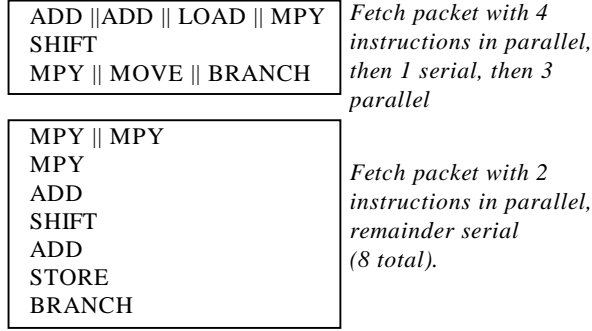 ADD ||ADD || LOAD || MPY
SHIFT
MPY || MOVE || BRANCH
Fetch packet with 4
instructions in parallel,
then 1 serial, then 3
parallel
MPY || MPY
MPY
ADD
SHIFT
ADD
STORE
BRANCH
Fetch packet with 2
instructions in parallel,
remainder serial
(8 total).